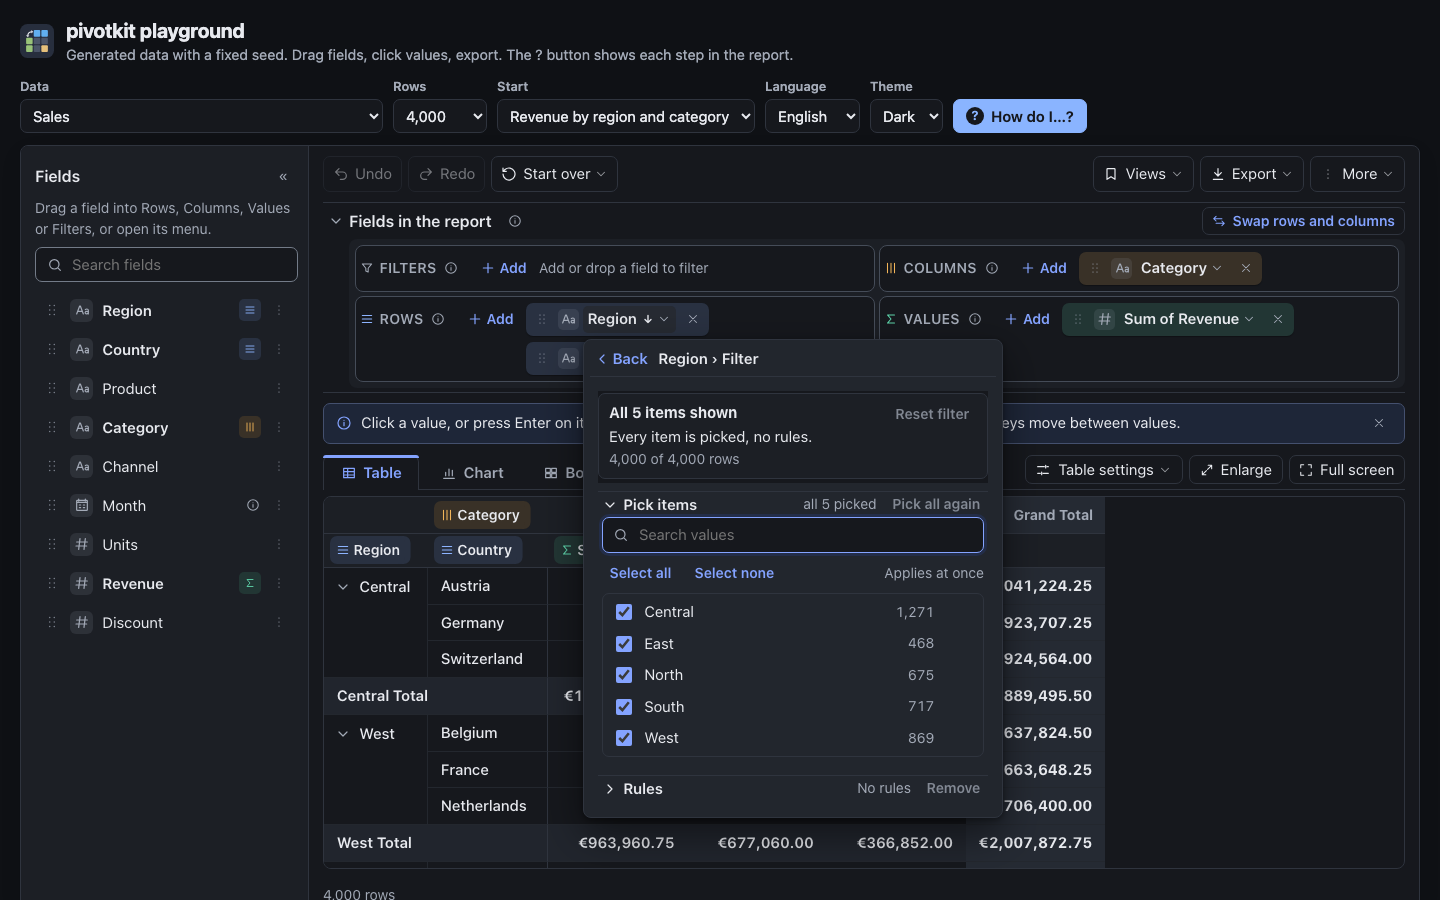 pivotkit playground
Generated data with a fixed seed. Drag fields, click values, export. The ? button shows each step in the report.
Data
Rows
Start
Language
Theme
Sales
4,000
Revenue by region and category
English
Dark
? How do I...?
Fields
«
Drag a field into Rows, Columns, Values
or Filters, or open its menu.
Search fields
Aa Region
Aa Country
Aa Product
Aa Category
Aa Channel
Month
# Units
# Revenue Σ
# Discount
Undo
Redo
Start over
Views
Export
More
Fields in the report
Swap rows and columns
FILTERS
+ Add
Add or drop a field to filter
COLUMNS
+ Add
Aa Category ×
ROWS
+ Add
Aa Region ↓ ×
Aa
Σ VALUES
+ Add
# Sum of Revenue ×
‹ Back Region › Filter
All 5 items shown
Reset filter
Every item is picked, no rules.
4,000 of 4,000 rows
Pick items
all 5 picked
Pick all again
Search values
Select all
Select none
Applies at once
Central 1,271
East 468
North 675
South 717
West 869
Rules
No rules
Remove
Click a value, or press Enter on it
eys move between values.
Table
Chart
Bo
Table settings
Enlarge
Full screen
Category
Grand Total
Region
Country
Σ S
Central
Austria
041,224.25
Germany
923,707.25
Switzerland
924,564.00
Central Total
€1
889,495.50
West
Belgium
637,824.50
France
663,648.25
Netherlands
706,400.00
West Total €963,960.75 €677,060.00 €366,852.00 €2,007,872.75
4,000 rows